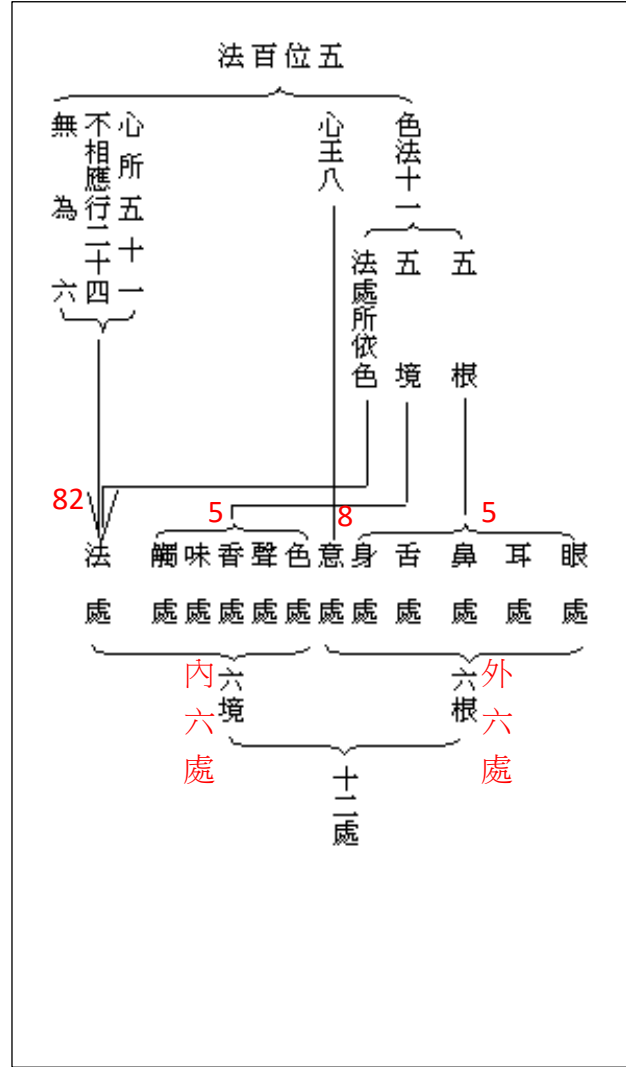 五位百法
色法十一
心王八
心所五十一
不相應行二十四
無為六
五根
五境
法處所依色
5
8
5
82
眼處
耳處
鼻處
舌處
身處
意處
色處
聲處
香處
味處
觸處
法處
外六處
六根
六境
內六處
十二處